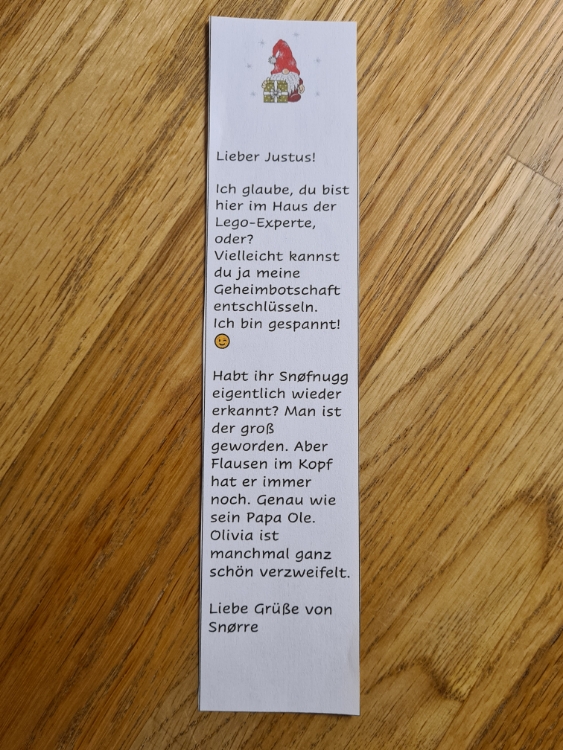 Lieber Justus!
Ich glaube, du bist
hier im Haus der
Lego-Experte,
oder?
Vielleicht kannst
du ja meine
Geheimbotschaft
entschlüsseln.
Ich bin gespannt!
😉
Habt ihr Snøfnugg
eigentlich wieder
erkannt? Man ist
der groß
geworden. Aber
Flausen im Kopf
hat er immer
noch. Genau wie
sein Papa Ole.
Olivia ist
manchmal ganz
schön verzweifelt.
Liebe Grüße von
Snørre